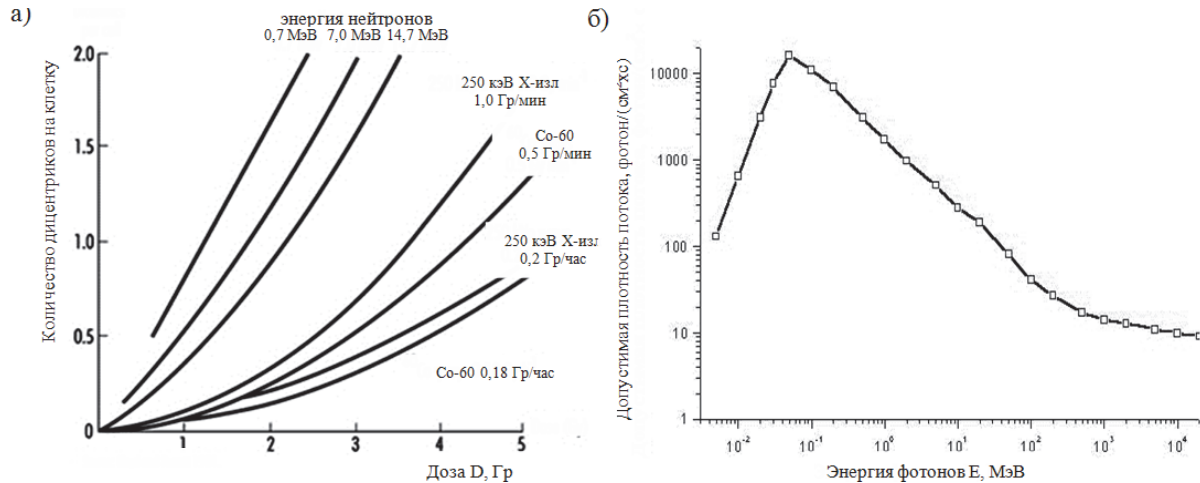 а)
энергия нейтронов
0,7 МэВ 7,0 МэВ 14,7 МэВ
Количество дицентриков на клетку
2.0
1.5
1.0
0.5
0
1
2
3
4
5
250 кэВ Х-изл
1,0 Гр/мин
Co-60
0,5 Гр/мин
250 кэВ Х-изл
0,2 Гр/час
Co-60 0,18 Гр/час
Доза D, Гр
б)
Допустимая плотность потока, фотон/(см²хс)
10000
1000
100
10
1
10⁻²
10⁻¹
10⁰
10¹
10²
10³
10⁴
Энергия фотонов Е, МэВ